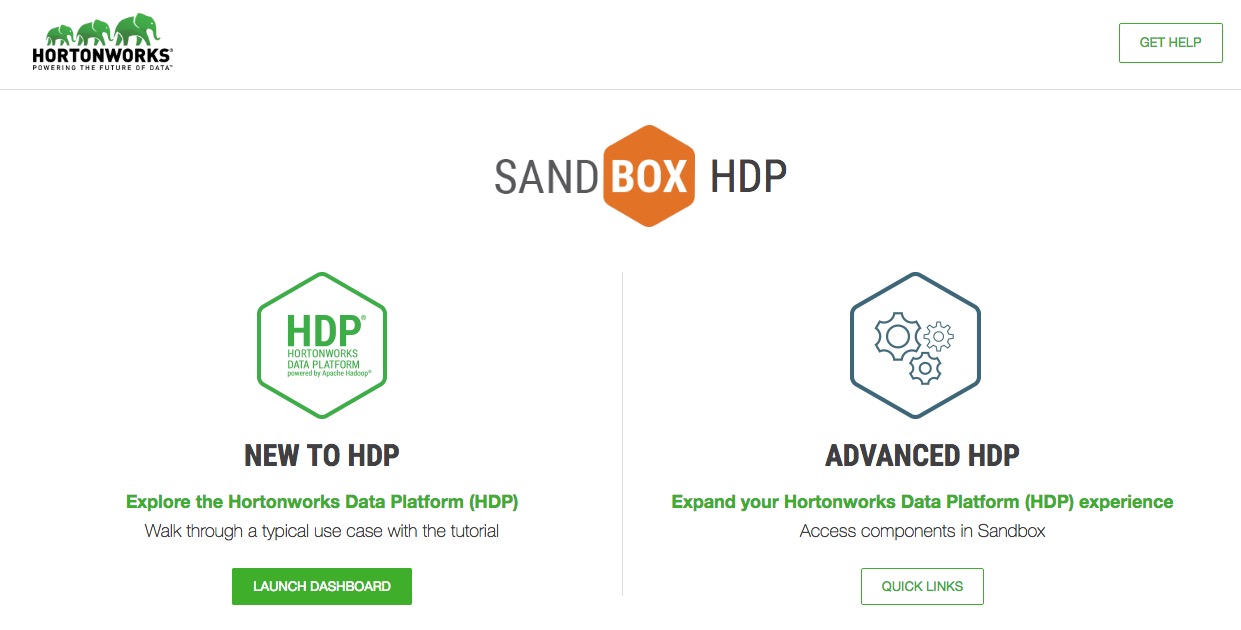 HORTONWORKS®
POWERING THE FUTURE OF DATA™
GET HELP
SANDBOX HDP
HDP®
HORTONWORKS
DATA PLATFORM
powered by Apache Hadoop®
NEW TO HDP
Explore the Hortonworks Data Platform (HDP)
Walk through a typical use case with the tutorial
LAUNCH DASHBOARD
ADVANCED HDP
Expand your Hortonworks Data Platform (HDP) experience
Access components in Sandbox
QUICK LINKS